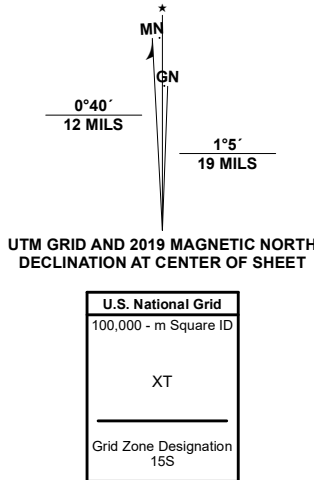 ★
MN
GN
0°40´
12 MILS
1°5´
19 MILS
UTM GRID AND 2019 MAGNETIC NORTH
DECLINATION AT CENTER OF SHEET
U.S. National Grid
100,000 - m Square ID
XT
Grid Zone Designation
15S